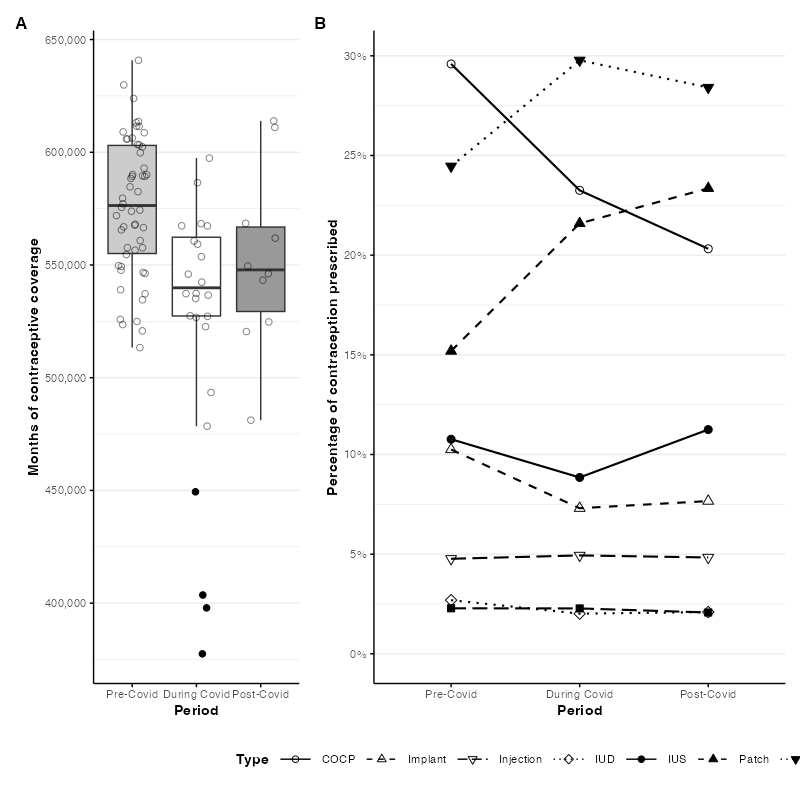 A
B
650,000
600,000
550,000
500,000
450,000
400,000
Months of contraceptive coverage
Pre-Covid During Covid Post-Covid
Period
30%
25%
20%
15%
10%
5%
0%
Percentage of contraception prescribed
Pre-Covid During Covid Post-Covid
Period
Type COCP Implant Injection IUD IUS Patch